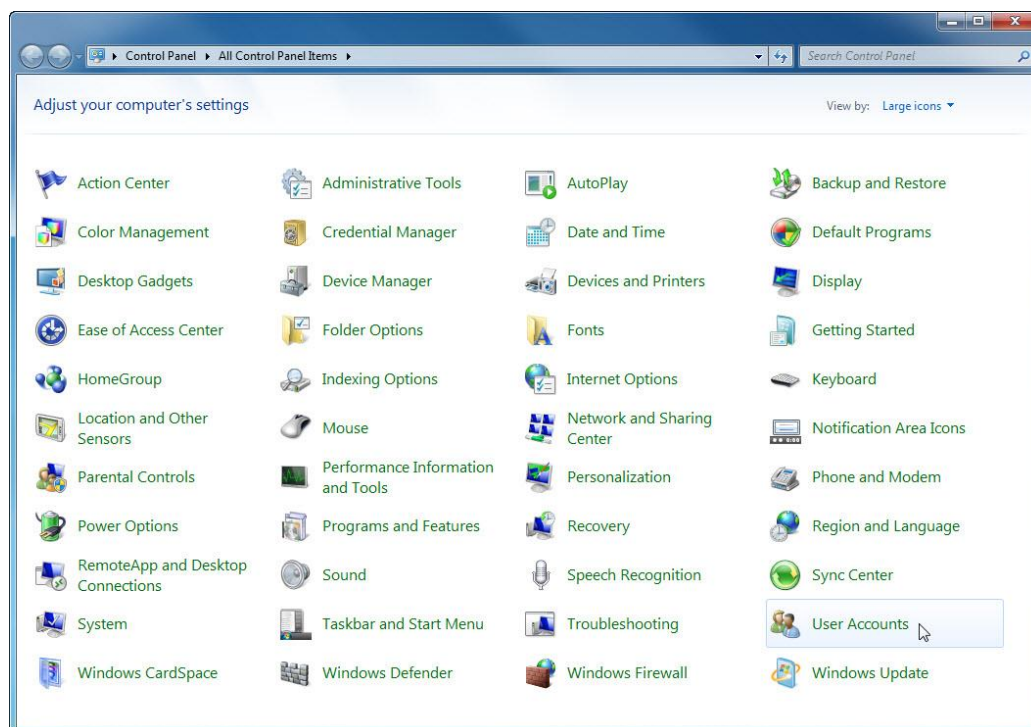 Control Panel All Control Panel Items Search Control Panel
Adjust your computer's settings View by: Large icons
Action Center Administrative Tools AutoPlay Backup and Restore
Color Management Credential Manager Date and Time Default Programs
Desktop Gadgets Device Manager Devices and Printers Display
Ease of Access Center Folder Options Fonts Getting Started
HomeGroup Indexing Options Internet Options Keyboard
Location and Other
Sensors Mouse Network and Sharing
Center Notification Area Icons
Parental Controls Performance Information
and Tools Personalization Phone and Modem
Power Options Programs and Features Recovery Region and Language
RemoteApp and Desktop
Connections Sound Speech Recognition Sync Center
System Taskbar and Start Menu Troubleshooting User Accounts
Windows CardSpace Windows Defender Windows Firewall Windows Update